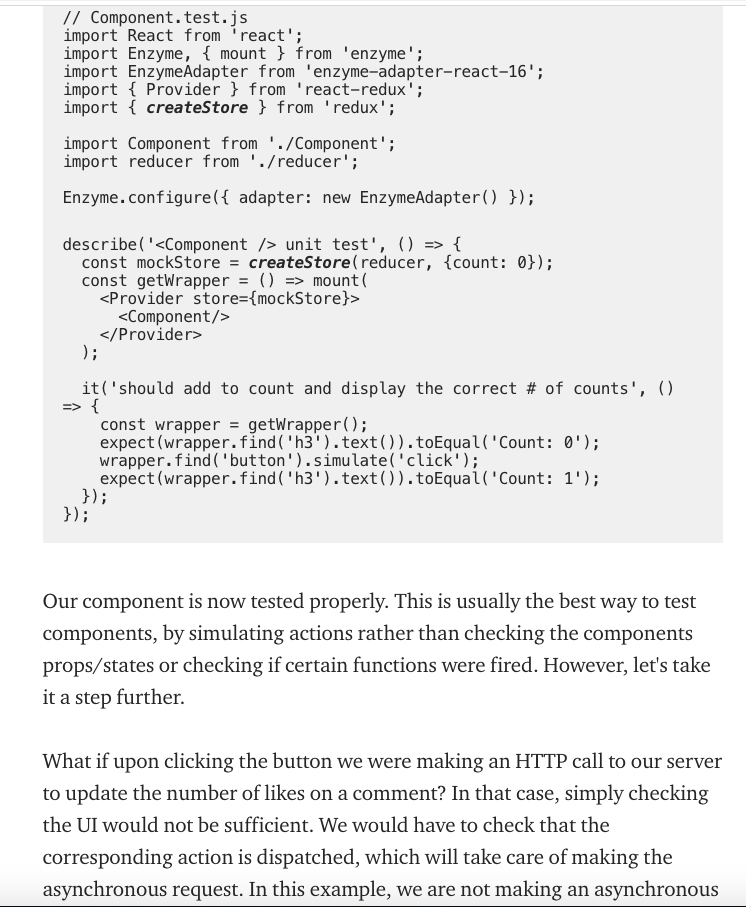 // Component.test.js
import React from 'react';
import Enzyme, { mount } from 'enzyme';
import EnzymeAdapter from 'enzyme-adapter-react-16';
import { Provider } from 'react-redux';
import { createStore } from 'redux';
import Component from './Component';
import reducer from './reducer';
Enzyme.configure({ adapter: new EnzymeAdapter() });
describe('<Component /> unit test', () => {
  const mockStore = createStore(reducer, {count: 0});
  const getWrapper = () => mount(
    <Provider store={mockStore}>
      <Component/>
    </Provider>
  );
  it('should add to count and display the correct # of counts', ()
=> {
    const wrapper = getWrapper();
    expect(wrapper.find('h3').text()).toEqual('Count: 0');
    wrapper.find('button').simulate('click');
    expect(wrapper.find('h3').text()).toEqual('Count: 1');
  });
});
Our component is now tested properly. This is usually the best way to test
components, by simulating actions rather than checking the components
props/states or checking if certain functions were fired. However, let's take
it a step further.
What if upon clicking the button we were making an HTTP call to our server
to update the number of likes on a comment? In that case, simply checking
the UI would not be sufficient. We would have to check that the
corresponding action is dispatched, which will take care of making the
asynchronous request. In this example, we are not making an asynchronous